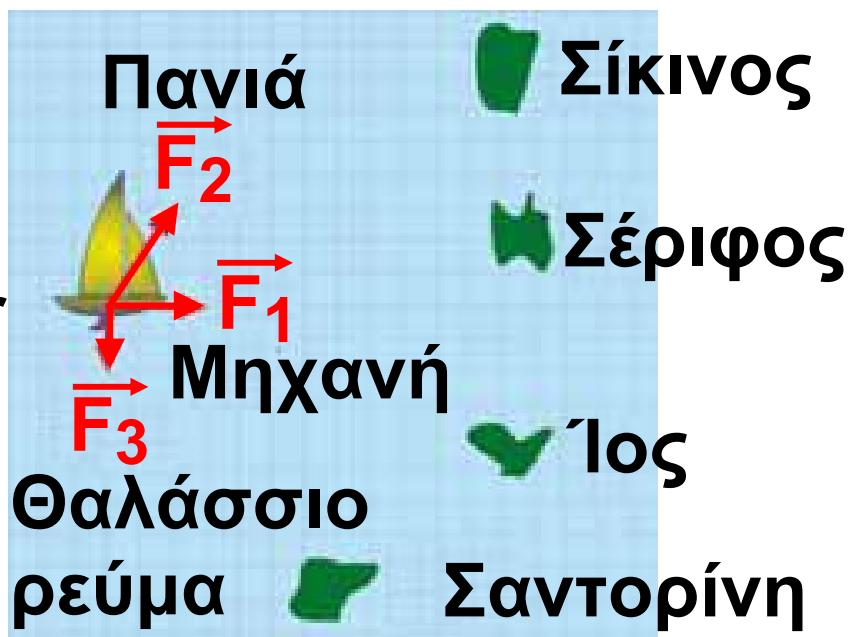 Πανιά
Σίκινος
F2
Σέριφος
F1
Μηχανή
F3
Ίος
Θαλάσσιο
ρεύμα
Σαντορίνη